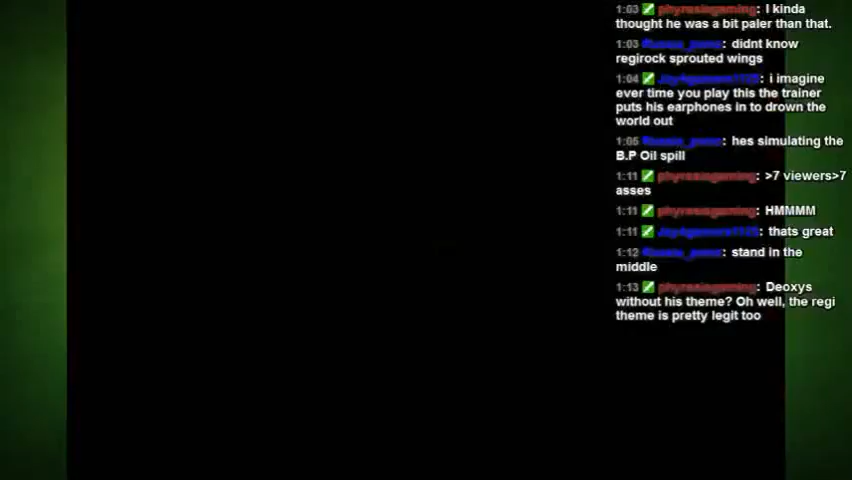 1:03 phyrexiagaming: I kinda
thought he was a bit paler than that.
1:03 : didnt know
regirock sprouted wings
1:04 : i imagine
ever time you play this the trainer
puts his earphones in to drown the
world out
1:05 : hes simulating the
B.P Oil spill
1:11 phyrexiagaming: >7 viewers>7
asses
1:11 phyrexiagaming: HMMMM
1:11 : thats great
1:12 : stand in the
middle
1:13 phyrexiagaming: Deoxys
without his theme? Oh well, the regi
theme is pretty legit too